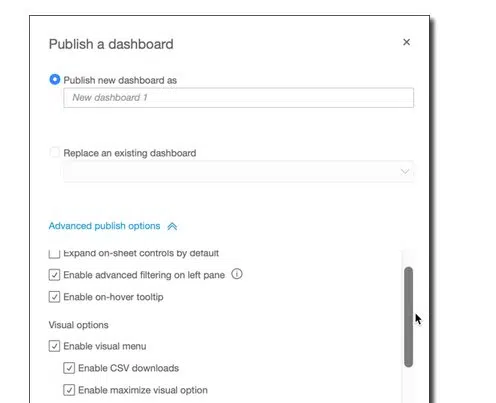 Publish a dashboard
Publish new dashboard as
New dashboard 1
Replace an existing dashboard
Advanced publish options
Expand on-sheet controls by default
Enable advanced filtering on left pane
Enable on-hover tooltip
Visual options
Enable visual menu
Enable CSV downloads
Enable maximize visual option